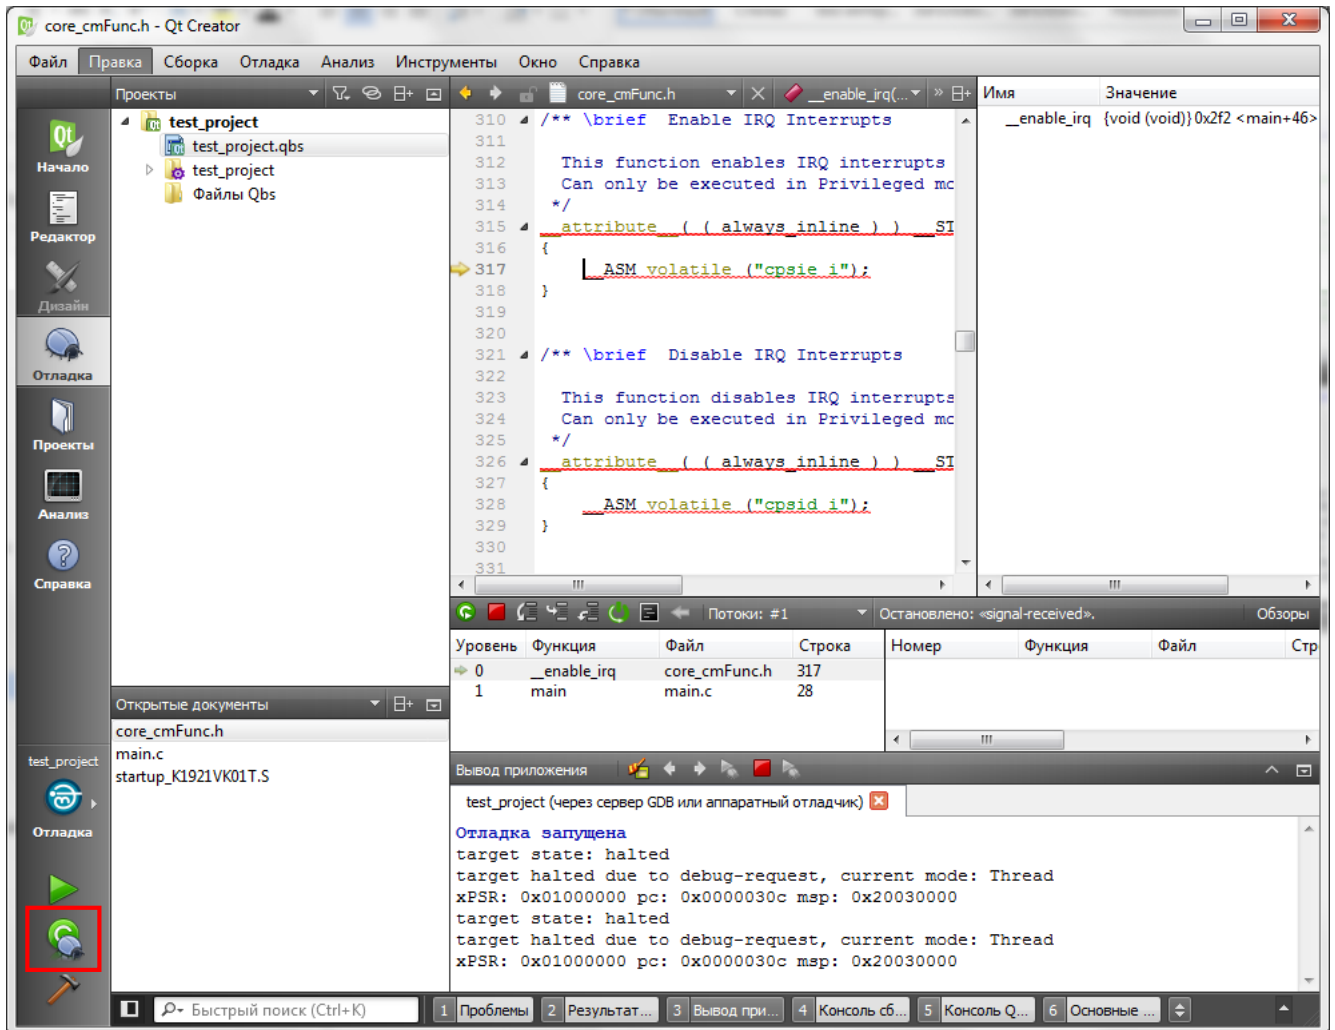 core_cmFunc.h - Qt Creator
Файл Правка Сборка Отладка Анализ Инструменты Окно Справка
Проекты
core_cmFunc.h
__enable_irq(...
Имя Значение
__enable_irq {void (void)} 0x2f2 <main+46>
Начало
Редактор
Дизайн
Отладка
Проекты
Анализ
Справка
test_project
test_project.qbs
test_project
Файлы Qbs
310 /** \brief Enable IRQ Interrupts
311
312 This function enables IRQ interrupts
313 Can only be executed in Privileged mo
314 */
315 __attribute__( ( always_inline ) ) __ST
316 {
317 __ASM volatile ("cpsie i");
318 }
319
320
321 /** \brief Disable IRQ Interrupts
322
323 This function disables IRQ interrupts
324 Can only be executed in Privileged mo
325 */
326 __attribute__( ( always_inline ) ) __ST
327 {
328 __ASM volatile ("cpsid i");
329 }
330
331
Потоки: #1
Остановлено: «signal-received».
Обзоры
Уровень Функция Файл Строка
0 __enable_irq core_cmFunc.h 317
1 main main.c 28
Номер Функция Файл Стр
Открытые документы
core_cmFunc.h
main.c
startup_K1921VK01T.S
test_project
Отладка
Вывод приложения
test_project (через сервер GDB или аппаратный отладчик)
Отладка запущена
target state: halted
target halted due to debug-request, current mode: Thread
xPSR: 0x01000000 pc: 0x0000030c msp: 0x20030000
target state: halted
target halted due to debug-request, current mode: Thread
xPSR: 0x01000000 pc: 0x0000030c msp: 0x20030000
Быстрый поиск (Ctrl+K)
1 Проблемы 2 Результат... 3 Вывод при... 4 Консоль сб... 5 Консоль Q... 6 Основные ...